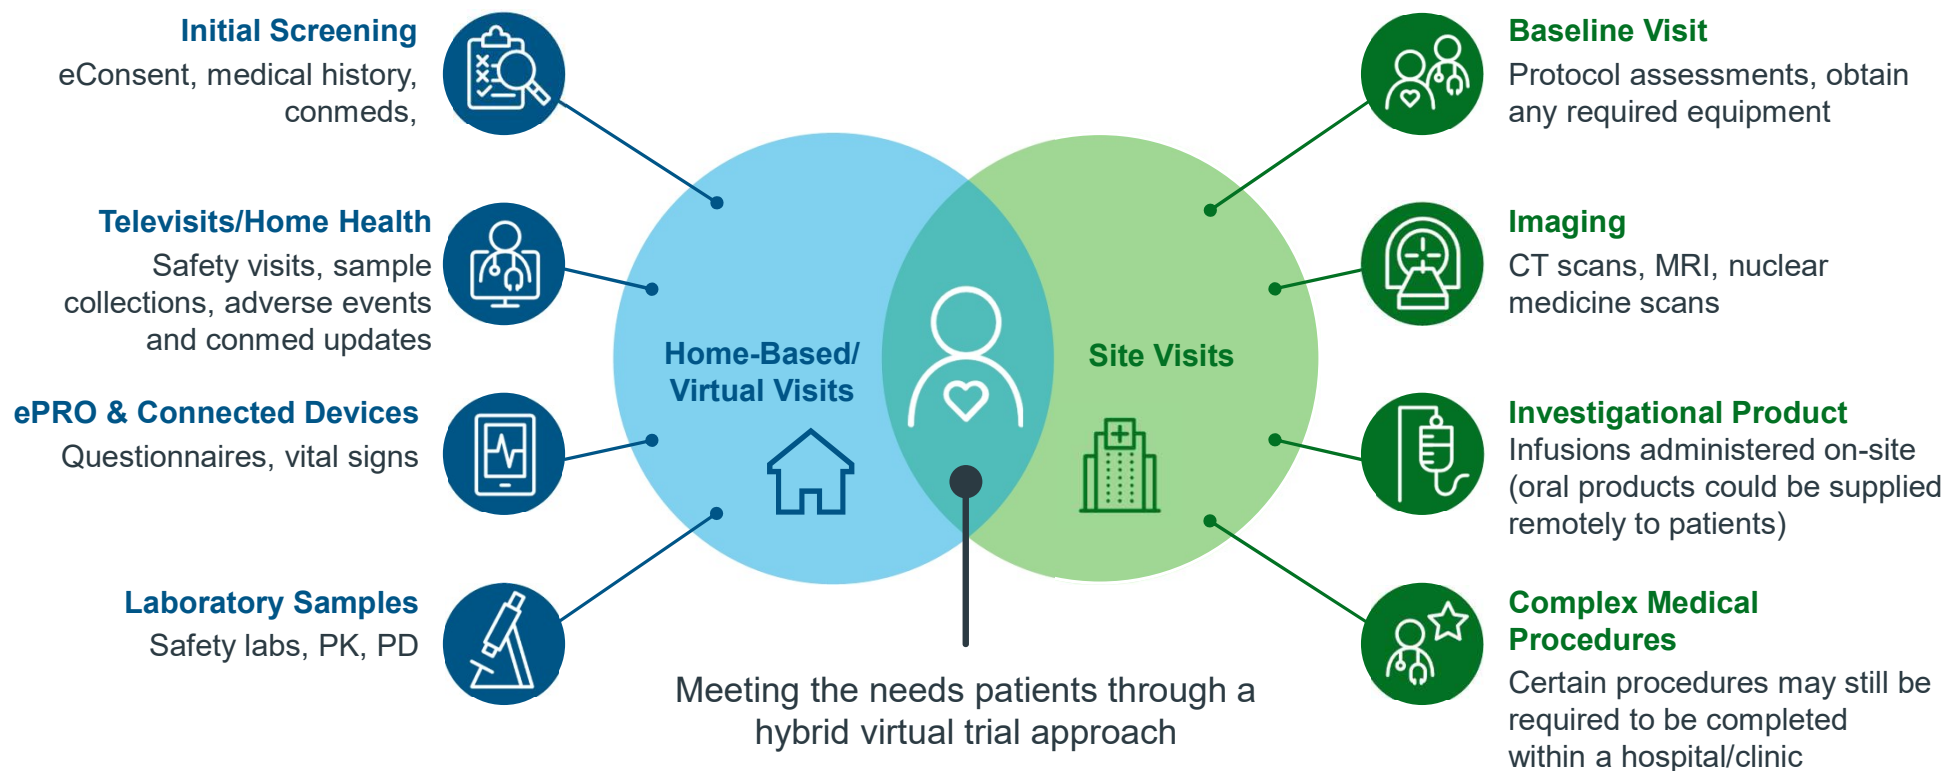 Initial Screening
eConsent, medical history,
conmeds,
Televisits/Home Health
Safety visits, sample
collections, adverse events
and conmed updates
ePRO & Connected Devices
Questionnaires, vital signs
Laboratory Samples
Safety labs, PK, PD
Home-Based/
Virtual Visits
Site Visits
Meeting the needs patients through a
hybrid virtual trial approach
Baseline Visit
Protocol assessments, obtain
any required equipment
Imaging
CT scans, MRI, nuclear
medicine scans
Investigational Product
Infusions administered on-site
(oral products could be supplied
remotely to patients)
Complex Medical
Procedures
Certain procedures may still be
required to be completed
within a hospital/clinic